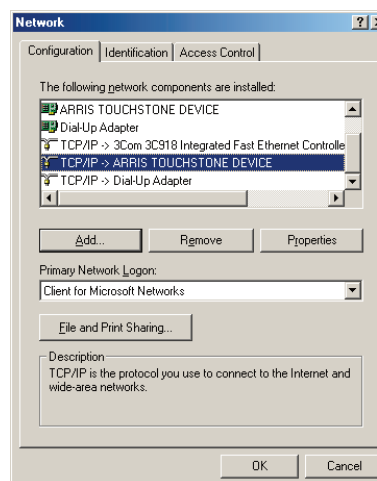 Network
Configuration Identification Access Control
The following network components are installed:
ARRIS TOUCHSTONE DEVICE
Dial-Up Adapter
TCP/IP -> 3Com 3C918 Integrated Fast Ethernet Controlle
TCP/IP -> ARRIS TOUCHSTONE DEVICE
TCP/IP -> Dial-Up Adapter
Add... Remove Properties
Primary Network Logon:
Client for Microsoft Networks
File and Print Sharing...
Description
TCP/IP is the protocol you use to connect to the Internet and
wide-area networks.
OK Cancel